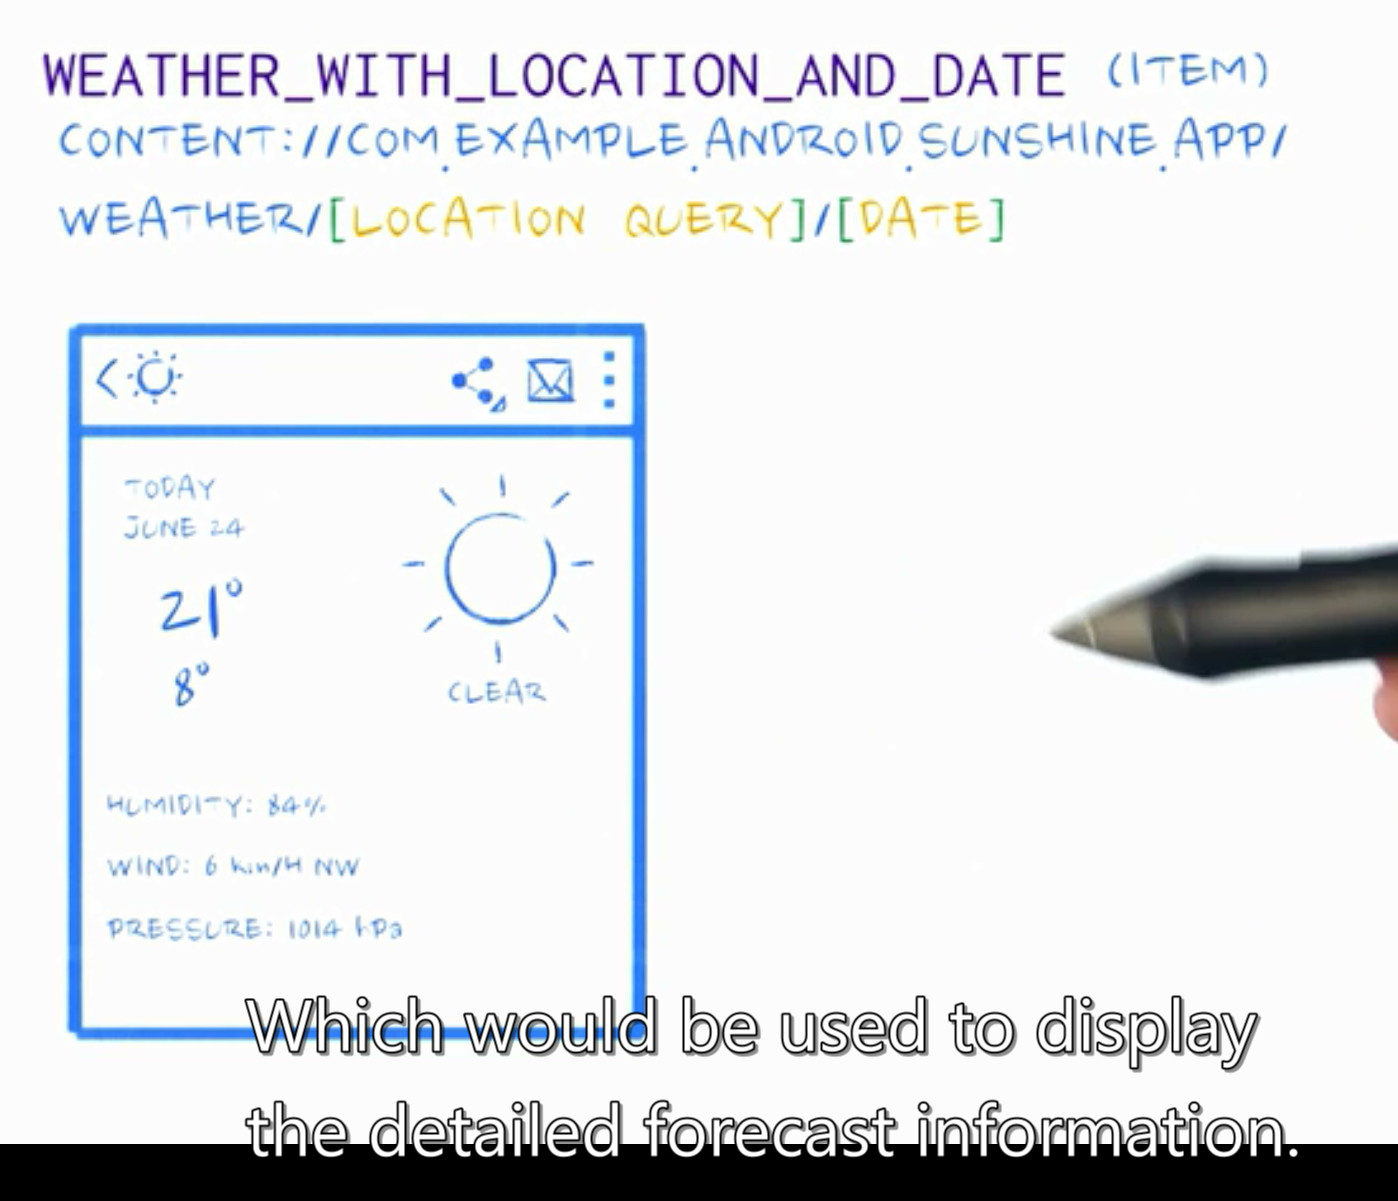 WEATHER_WITH_LOCATION_AND_DATE (ITEM)
CONTENT://COM.EXAMPLE.ANDROID.SUNSHINE.APP/
WEATHER/[LOCATION QUERY]/[DATE]
TODAY
JUNE 24
21°
8°
CLEAR
HUMIDITY: 84%
WIND: 6 km/H NW
PRESSURE: 1014 hPa
Which would be used to display
the detailed forecast information.